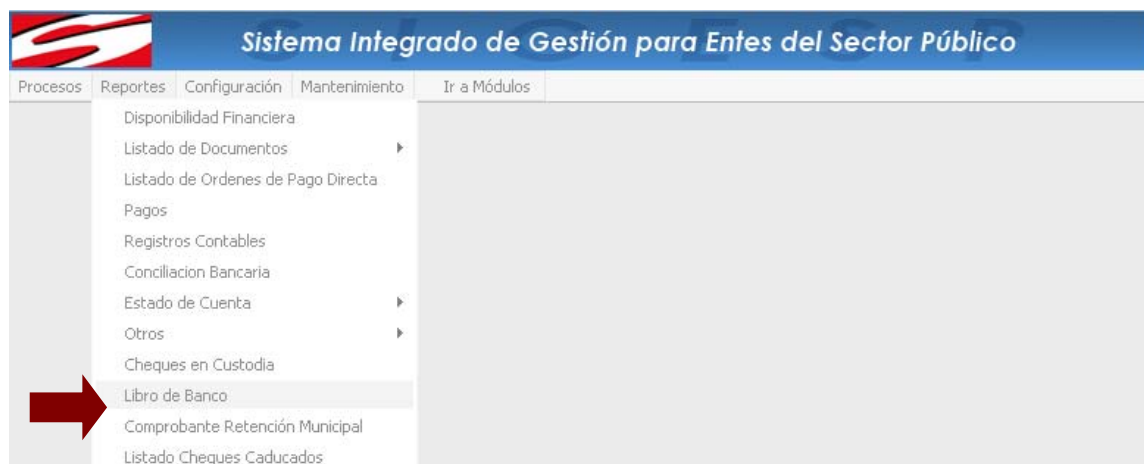 SIGESP
Sistema Integrado de Gestión para Entes del Sector Público
Procesos Reportes Configuración Mantenimiento Ir a Módulos
Disponibilidad Financiera
Listado de Documentos
Listado de Ordenes de Pago Directa
Pagos
Registros Contables
Conciliacion Bancaria
Estado de Cuenta
Otros
Cheques en Custodia
Libro de Banco
Comprobante Retención Municipal
Listado Cheques Caducados